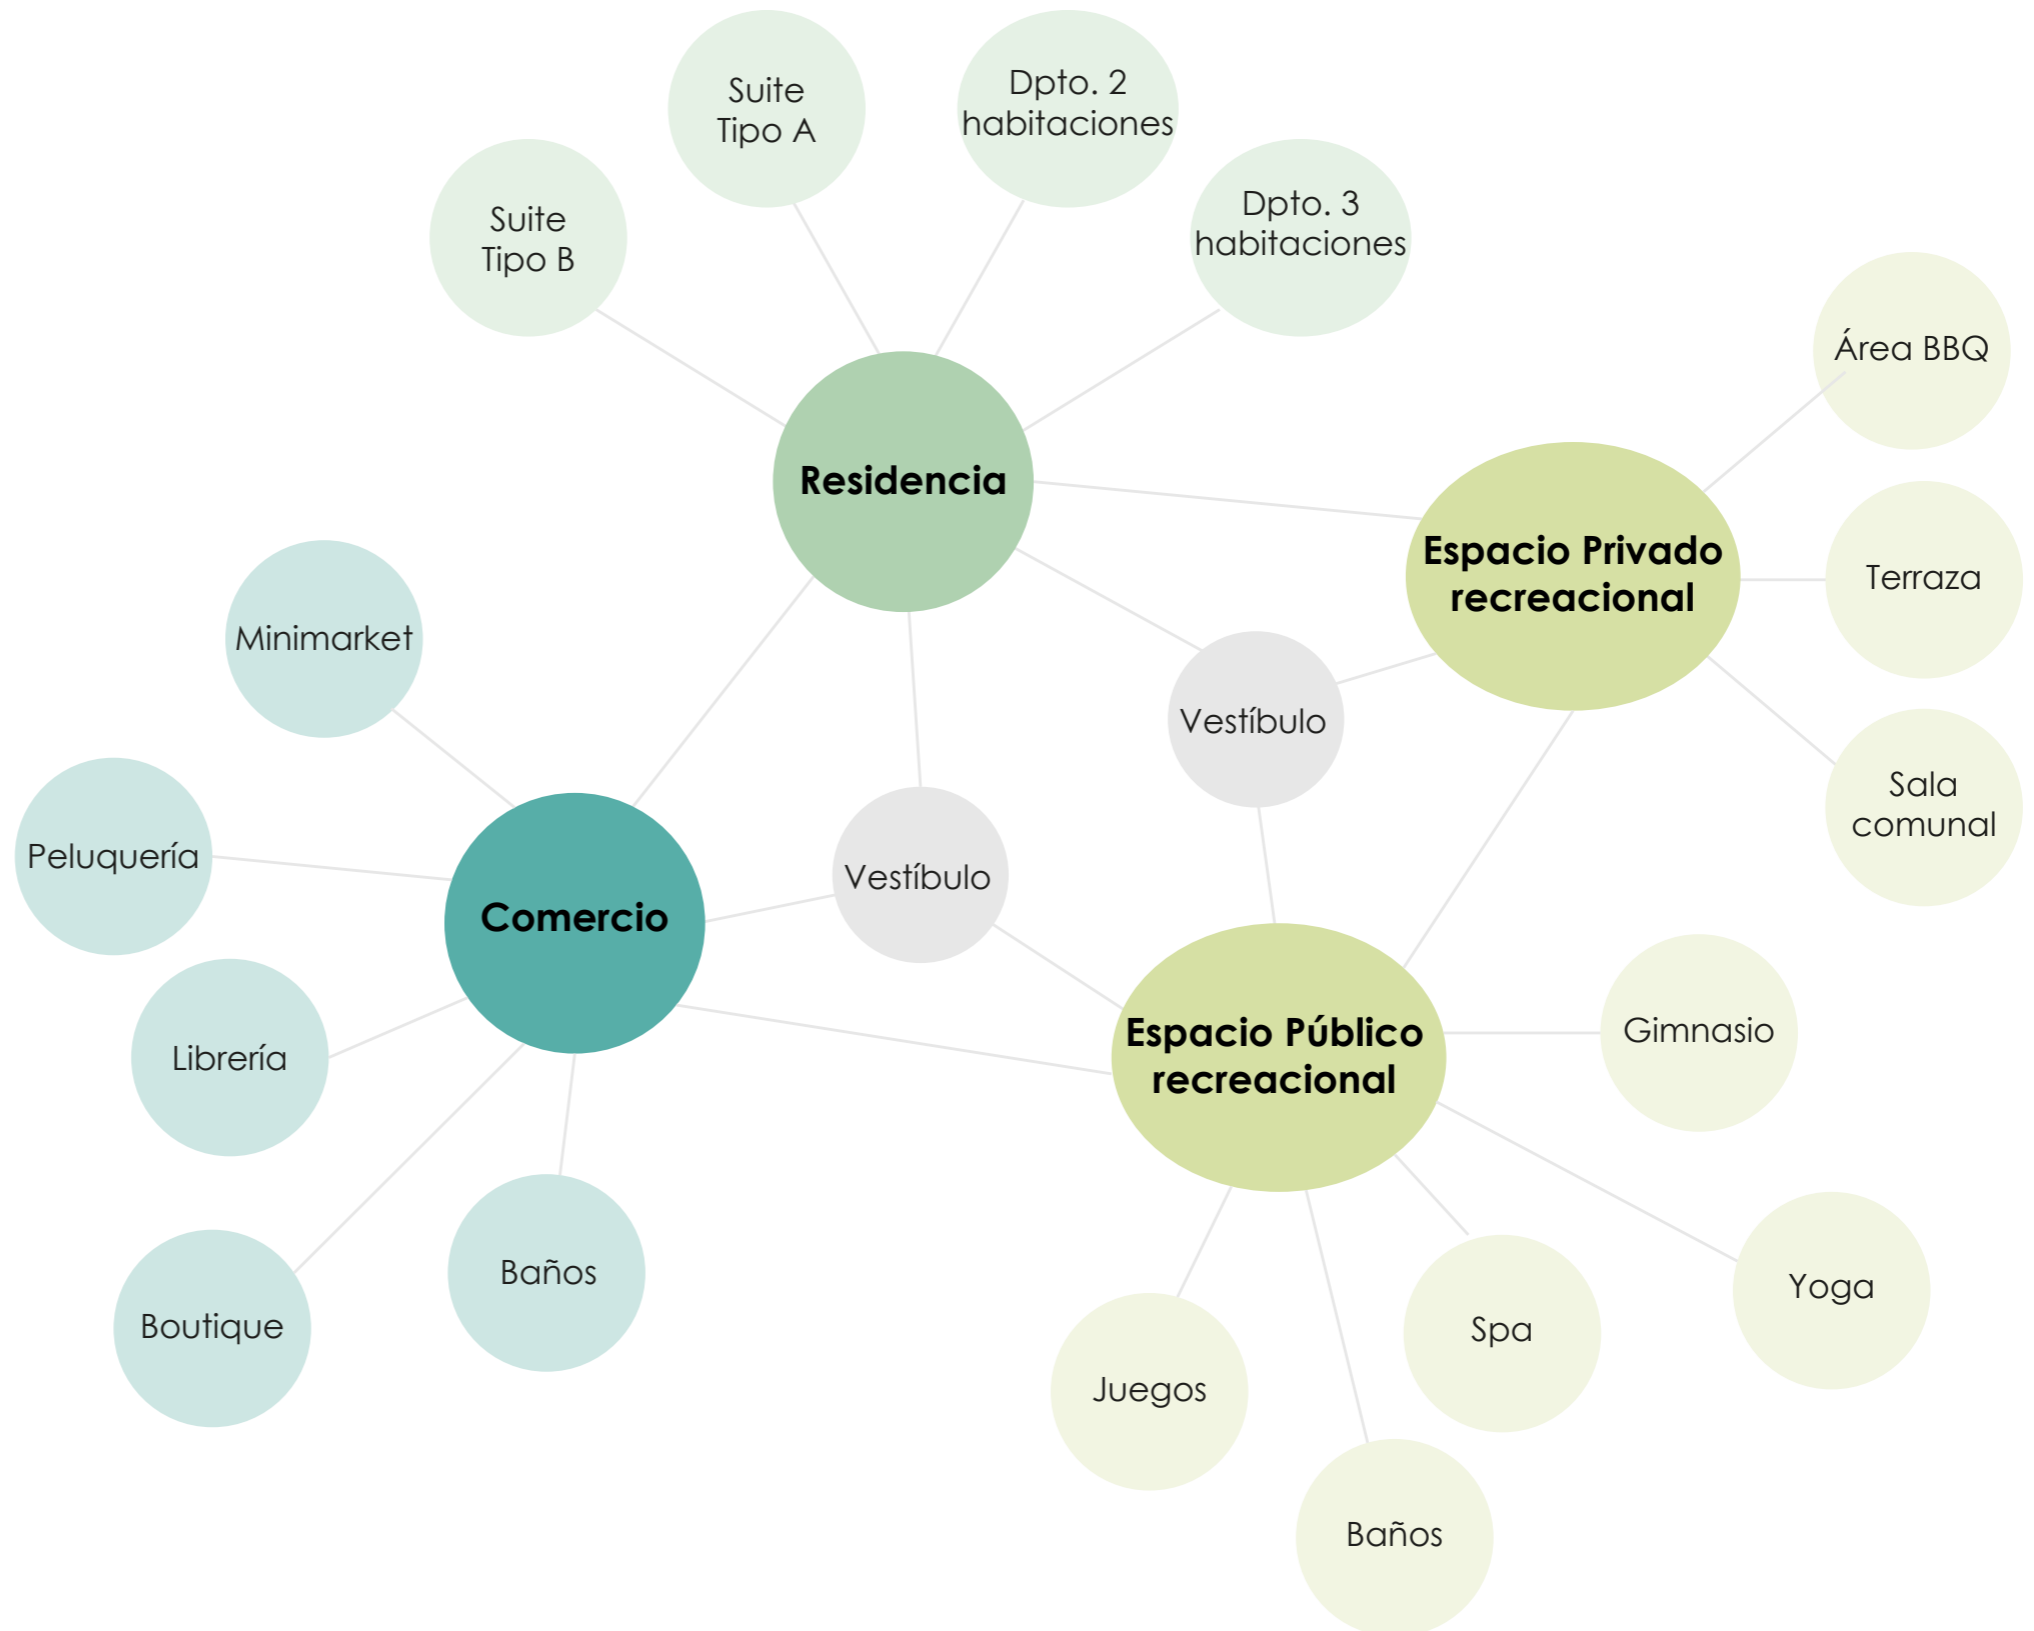 Suite
Tipo A
Dpto. 2
habitaciones
Suite
Tipo B
Dpto. 3
habitaciones
Área BBQ
Residencia
Espacio Privado
recreacional
Terraza
Minimarket
Vestíbulo
Sala
comunal
Peluquería
Vestíbulo
Comercio
Librería
Espacio Público
recreacional
Gimnasio
Baños
Boutique
Yoga
Spa
Juegos
Baños